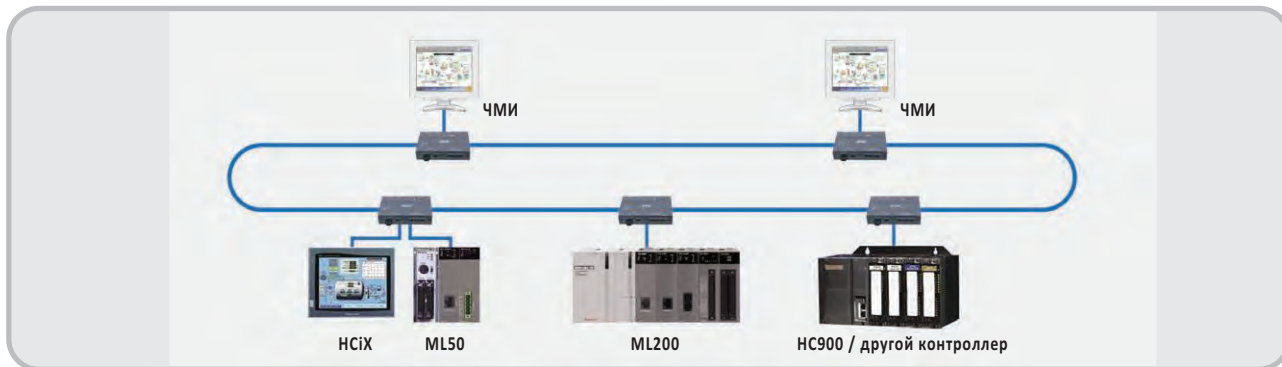 ЧМИ
ЧМИ
HCiX
ML50
ML200
HC900 / другой контроллер